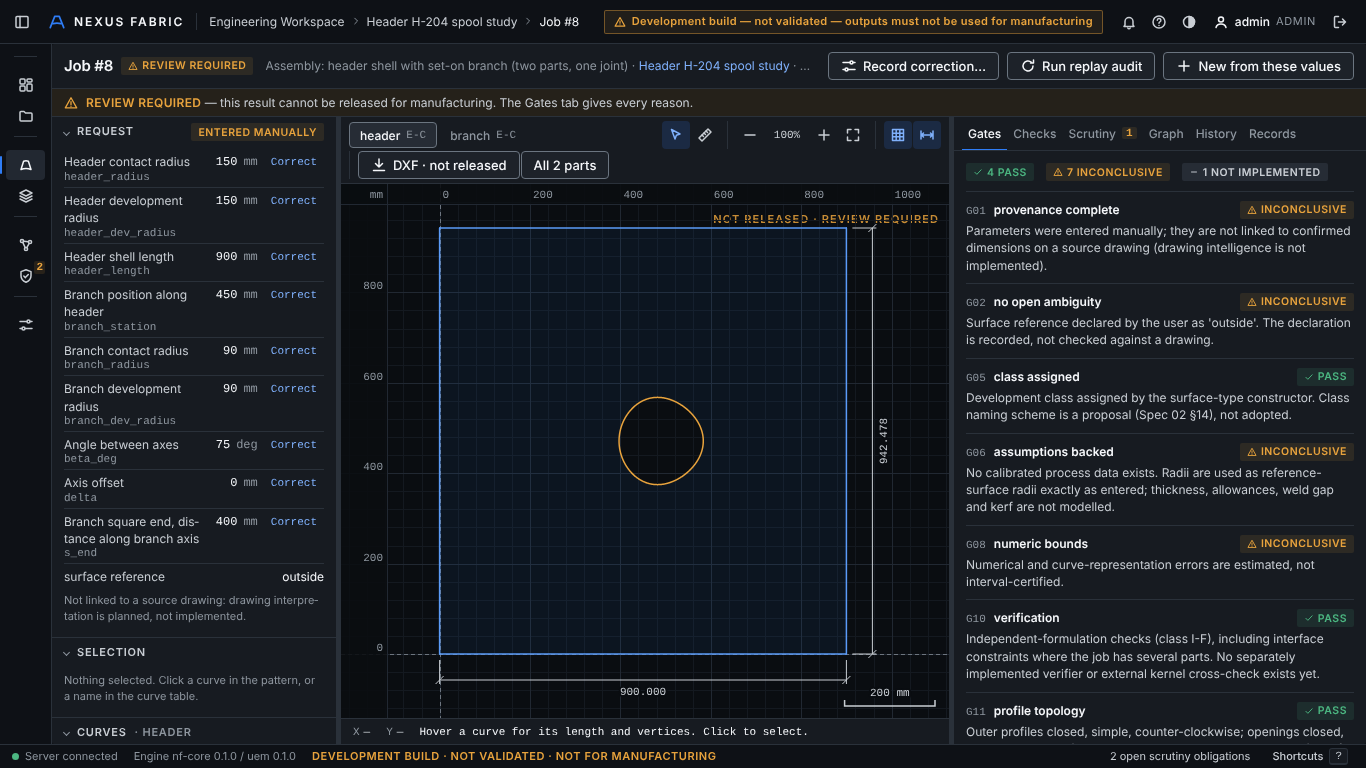 NEXUS FABRIC
Engineering Workspace > Header H-204 spool study > Job #8
Development build — not validated — outputs must not be used for manufacturing
admin ADMIN
Job #8
REVIEW REQUIRED
Assembly: header shell with set-on branch (two parts, one joint) · Header H-204 spool study · ...
Record correction...
Run replay audit
New from these values
REVIEW REQUIRED — this result cannot be released for manufacturing. The Gates tab gives every reason.
2
REQUEST
ENTERED MANUALLY
Header contact radius 150 mm Correct
header_radius
Header development 150 mm Correct
radius
header_dev_radius
Header shell length 900 mm Correct
header_length
Branch position along 450 mm Correct
header
branch_station
Branch contact radius 90 mm Correct
branch_radius
Branch development 90 mm Correct
radius
branch_dev_radius
Angle between axes 75 deg Correct
beta_deg
Axis offset 0 mm Correct
delta
Branch square end, dis- 400 mm Correct
tance along branch axis
s_end
surface reference outside
Not linked to a source drawing: drawing interpre-
tation is planned, not implemented.
SELECTION
Nothing selected. Click a curve in the pattern, or
a name in the curve table.
CURVES · HEADER
header E-C
branch E-C
100%
DXF · not released
All 2 parts
mm 0 200 400 600 800 1000
NOT RELEASED · REVIEW REQUIRED
800
600
400
200
0
942.478
900.000
200 mm
X – Y – Hover a curve for its length and vertices. Click to select.
Gates Checks Scrutiny 1 Graph History Records
4 PASS
7 INCONCLUSIVE
1 NOT IMPLEMENTED
G01 provenance complete INCONCLUSIVE
Parameters were entered manually; they are not linked to confirmed
dimensions on a source drawing (drawing intelligence is not
implemented).
G02 no open ambiguity INCONCLUSIVE
Surface reference declared by the user as 'outside'. The declaration
is recorded, not checked against a drawing.
G05 class assigned PASS
Development class assigned by the surface-type constructor. Class
naming scheme is a proposal (Spec 02 §14), not adopted.
G06 assumptions backed INCONCLUSIVE
No calibrated process data exists. Radii are used as reference-
surface radii exactly as entered; thickness, allowances, weld gap
and kerf are not modelled.
G08 numeric bounds INCONCLUSIVE
Numerical and curve-representation errors are estimated, not
interval-certified.
G10 verification PASS
Independent-formulation checks (class I-F), including interface
constraints where the job has several parts. No separately
implemented verifier or external kernel cross-check exists yet.
G11 profile topology PASS
Outer profiles closed, simple, counter-clockwise; openings closed,
Server connected
Engine nf-core 0.1.0 / uem 0.1.0
DEVELOPMENT BUILD · NOT VALIDATED · NOT FOR MANUFACTURING
2 open scrutiny obligations
Shortcuts ?